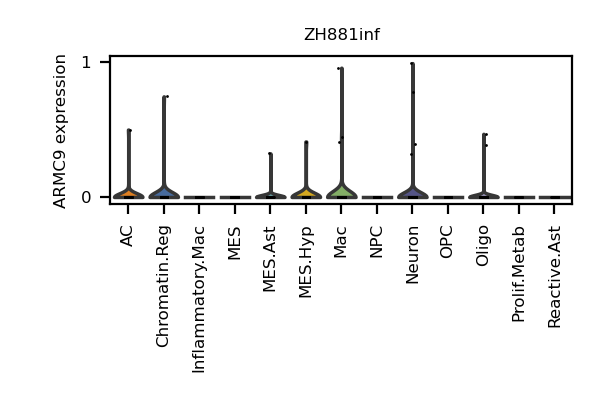 ZH881inf
ARMC9 expression
1
0
AC
Chromatin.Reg
Inflammatory.Mac
MES
MES.Ast
MES.Hyp
Mac
NPC
Neuron
OPC
Oligo
Prolif.Metab
Reactive.Ast